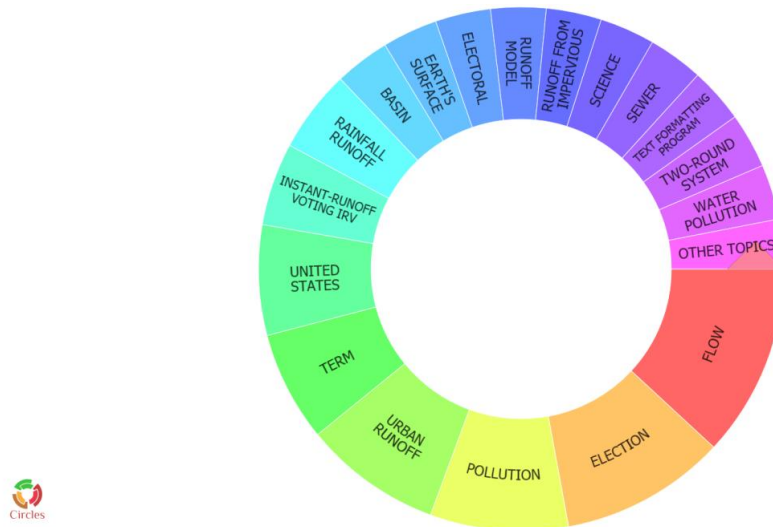 RUNOFF
MODEL
RUNOFF FROM
IMPERVIOUS
SCIENCE
SEWER
TEXT FORMATTING
PROGRAM
TWO-ROUND
SYSTEM
WATER
POLLUTION
OTHER TOPICS
FLOW
ELECTION
POLLUTION
URBAN
RUNOFF
TERM
UNITED
STATES
INSTANT-RUNOFF
VOTING IRV
RAINFALL
RUNOFF
BASIN
EARTH'S
SURFACE
ELECTORAL
Circles